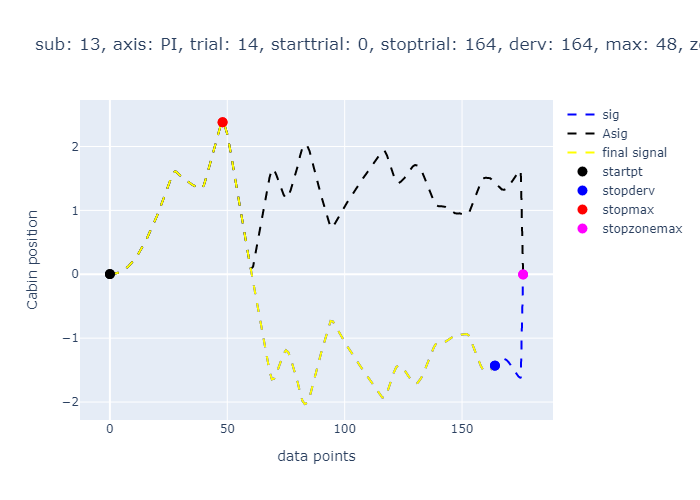 sub: 13, axis: PI, trial: 14, starttrial: 0, stoptrial: 164, derv: 164, max: 48, z
sig
Asig
final signal
startpt
stopderv
stopmax
stopzonemax
Cabin position
2
1
0
−1
−2
0
50
100
150
data points